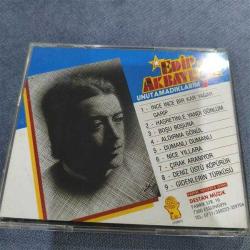 Edip
AKBAYRAM
UNUTAMADIKLARIM
1 - İNCE İNCE BİR KAR YAĞAR
GARİP
2 - HASRETİNLE YANDI GÖNLÜM
3 - BOŞU BOŞUNA
4 - ALDIRMA GÖNÜL
5 - DUMANLI DUMANLI
6 - NİCE YILLARA
7 - ÇIRAK ARANIYOR
8 - DENİZ ÜSTÜ KÖPÜRÜR
9 - GİDENLERİN TÜRKÜSÜ
DESTAN MÜZİK